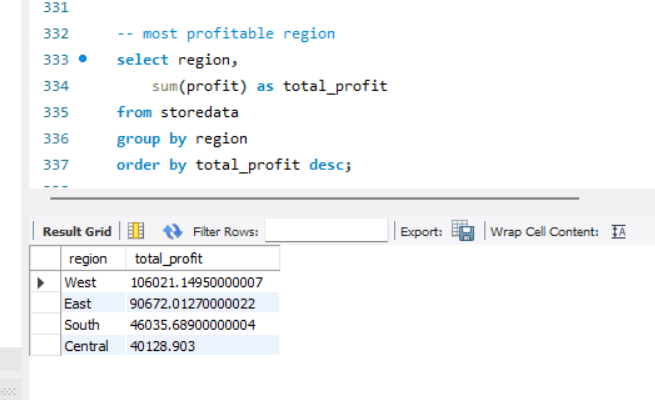 331
332 -- most profitable region
333 select region,
334 sum(profit) as total_profit
335 from storedata
336 group by region
337 order by total_profit desc;
Result Grid Filter Rows: Export: Wrap Cell Content: IA
region total_profit
West 106021.14950000007
East 90672.01270000022
South 46035.68900000004
Central 40128.903